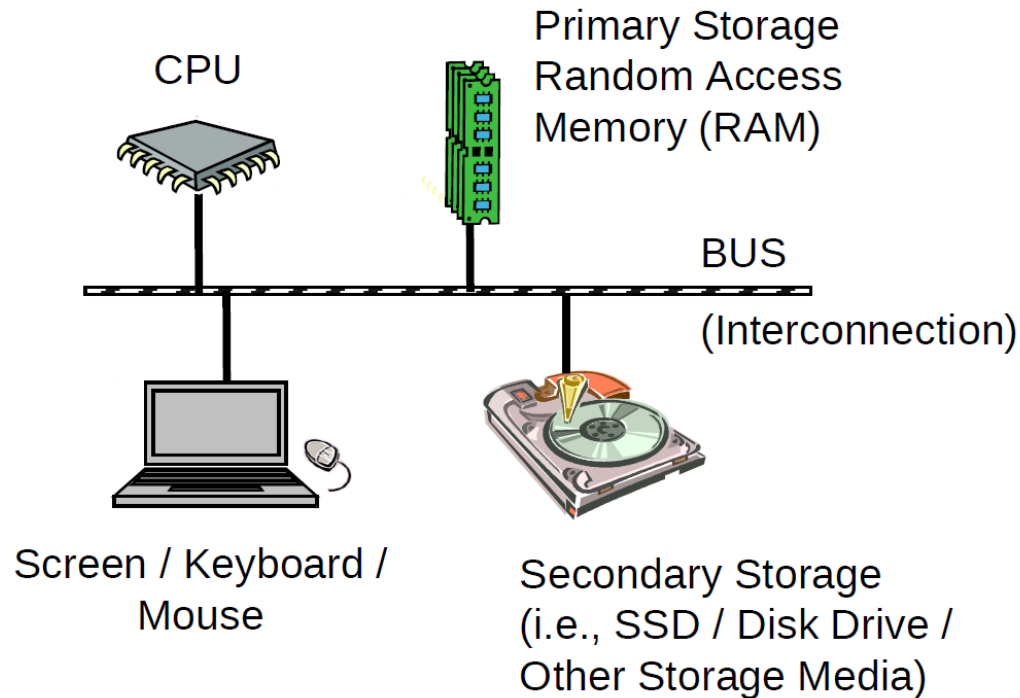 CPU
Primary Storage
Random Access
Memory (RAM)
BUS
(Interconnection)
Screen / Keyboard /
Mouse
Secondary Storage
(i.e., SSD / Disk Drive /
Other Storage Media)